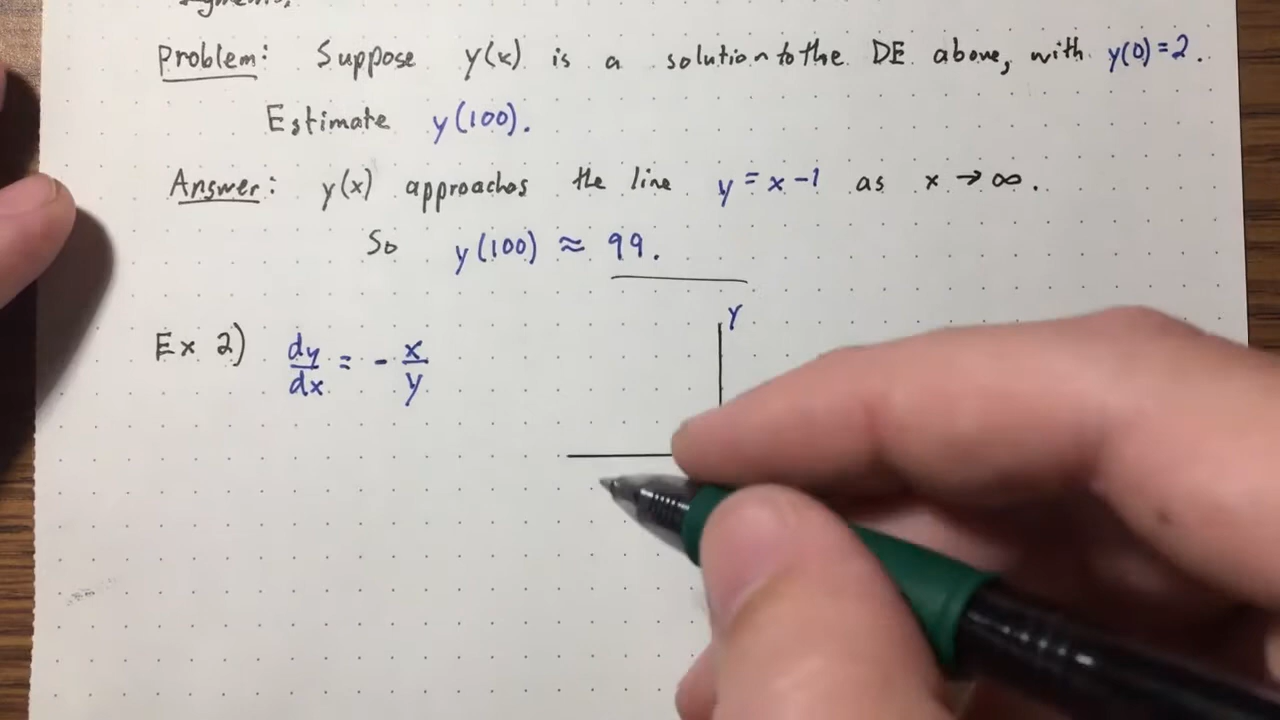 Problem: Suppose y(x) is a solution to the DE above, with y(0) = 2.
Estimate y(100).
Answer: y(x) approaches the line y = x - 1 as x → ∞.
So y(100) ≈ 99.
Y
Ex 2) dy/dx = - x/y